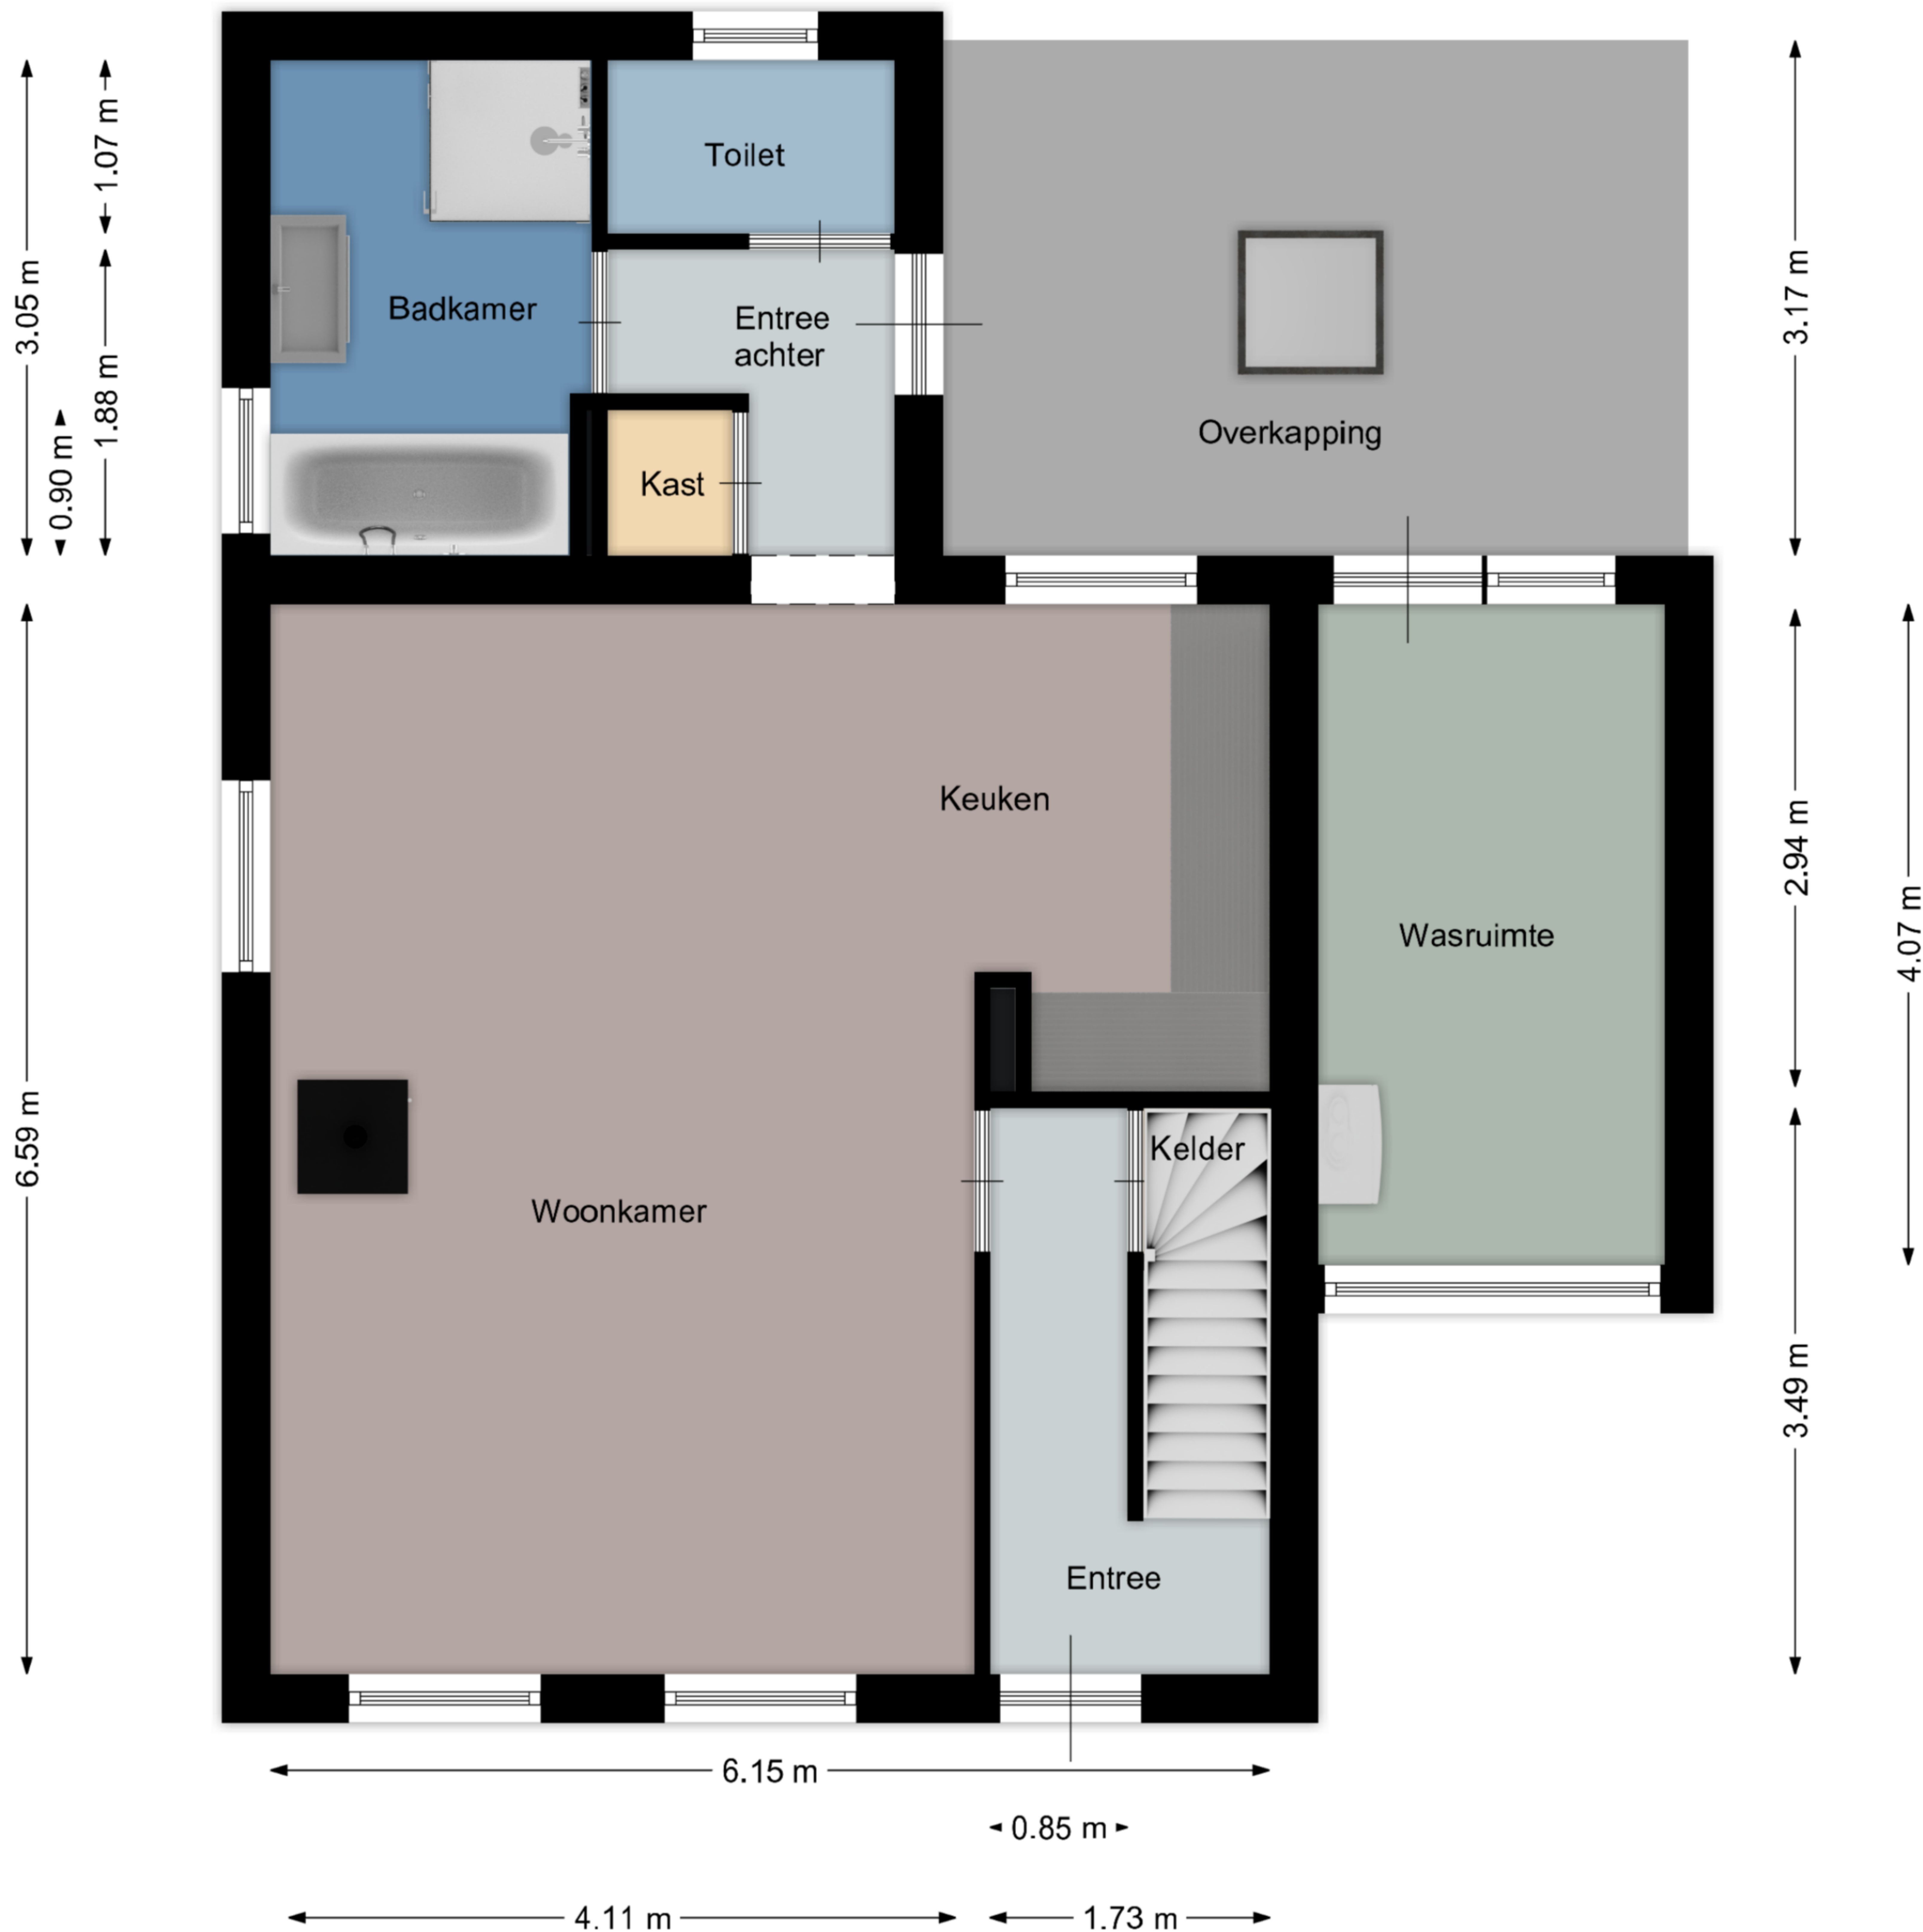 Toilet
1.07 m
3.05 m
3.17 m
Badkamer
Entree
achter
1.88 m
Overkapping
0.90 m
Kast
Keuken
2.94 m
Wasruimte
4.07 m
6.59 m
Kelder
Woonkamer
3.49 m
Entree
6.15 m
0.85 m
4.11 m
1.73 m